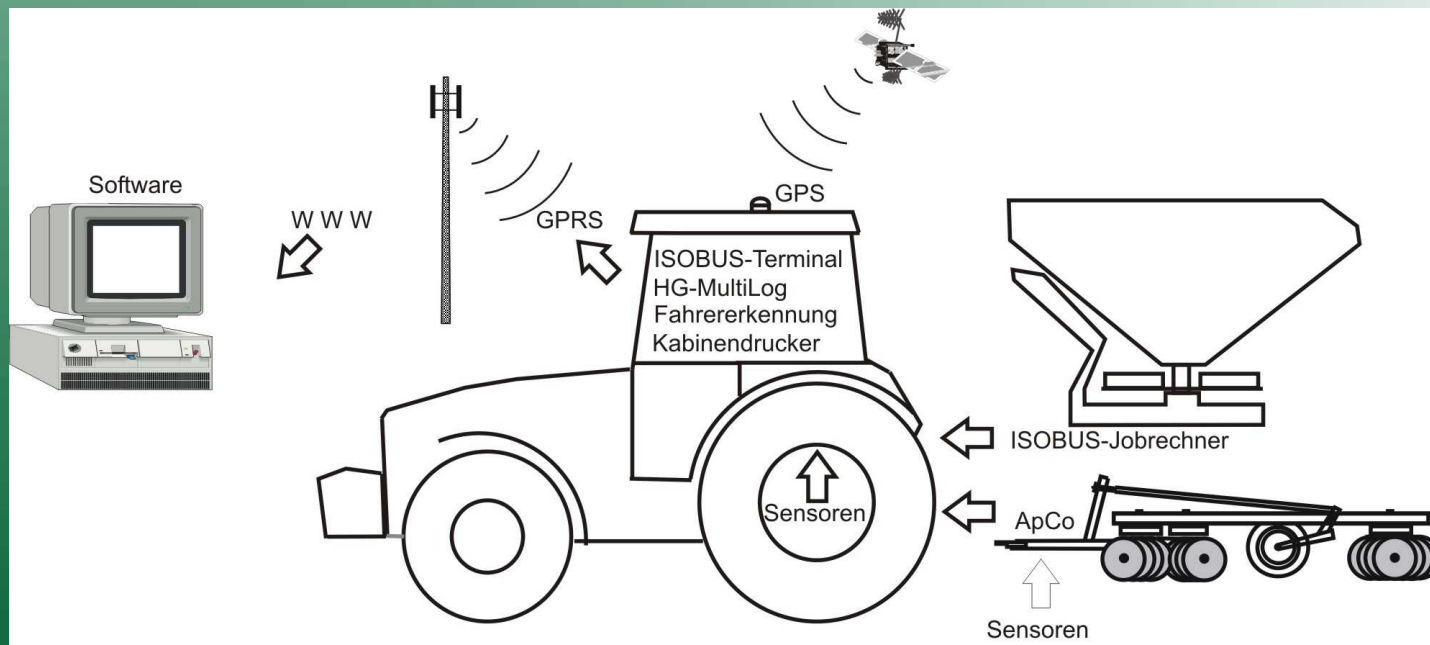 Software
W W W
GPRS
GPS
ISOBUS-Terminal
HG-MultiLog
Fahrererkennung
Kabinendrucker
ISOBUS-Jobrechner
Sensoren
ApCo
Sensoren